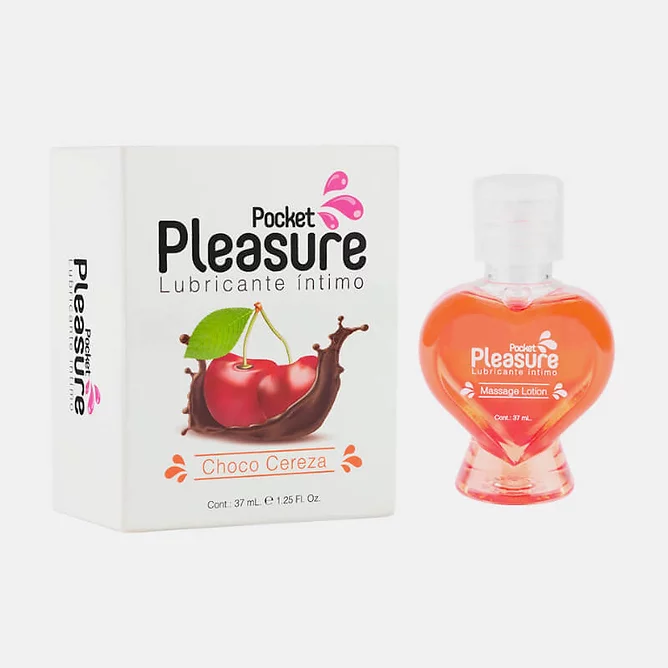 Pocket
Pleasure
Lubricante íntimo
Pocket
Pleasure
Lubricante íntimo
Choco Cereza
Cont.: 37 mL. ℮ 1.25 Fl. Oz.
Pocket
Pleasure
Lubricante íntimo
Massage Lotion
Cont.: 37 mL.